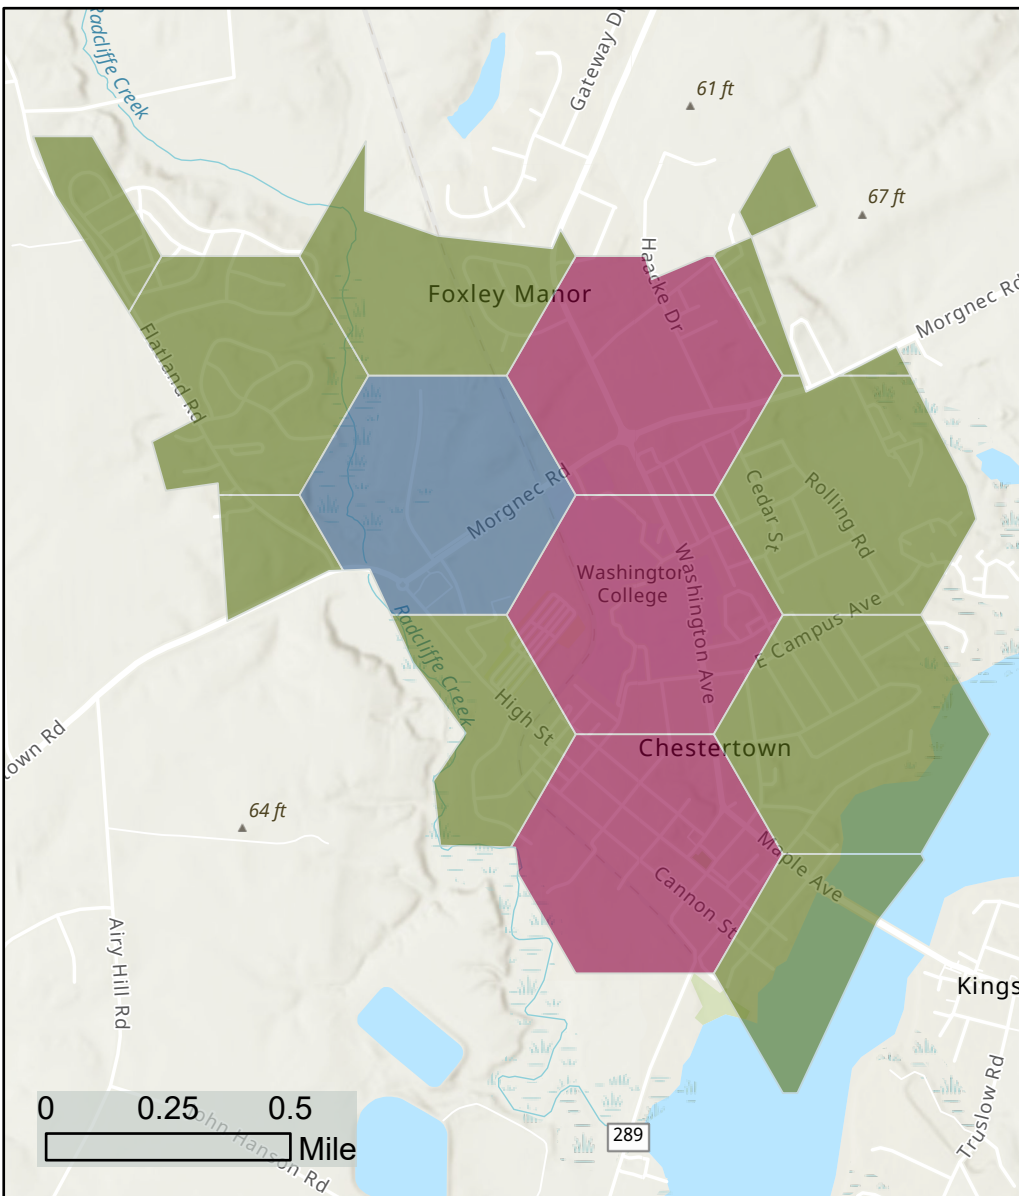 Radcliffe Creek
Gateway D
61 ft
67 ft
Haacke Dr
Foxley Manor
Morgnec Rd
Flatland Rd
Morgnec Rd
Cedar St
Rolling Rd
Washington
College
Washington Ave
E Campus Ave
Radcliffe Creek
High St
Chestertown
town Rd
64 ft
Maple Ave
Cannon St
Airy Hill Rd
Kings
Truslow Rd
0 0.25 0.5
Mile
John Hanson Rd
289